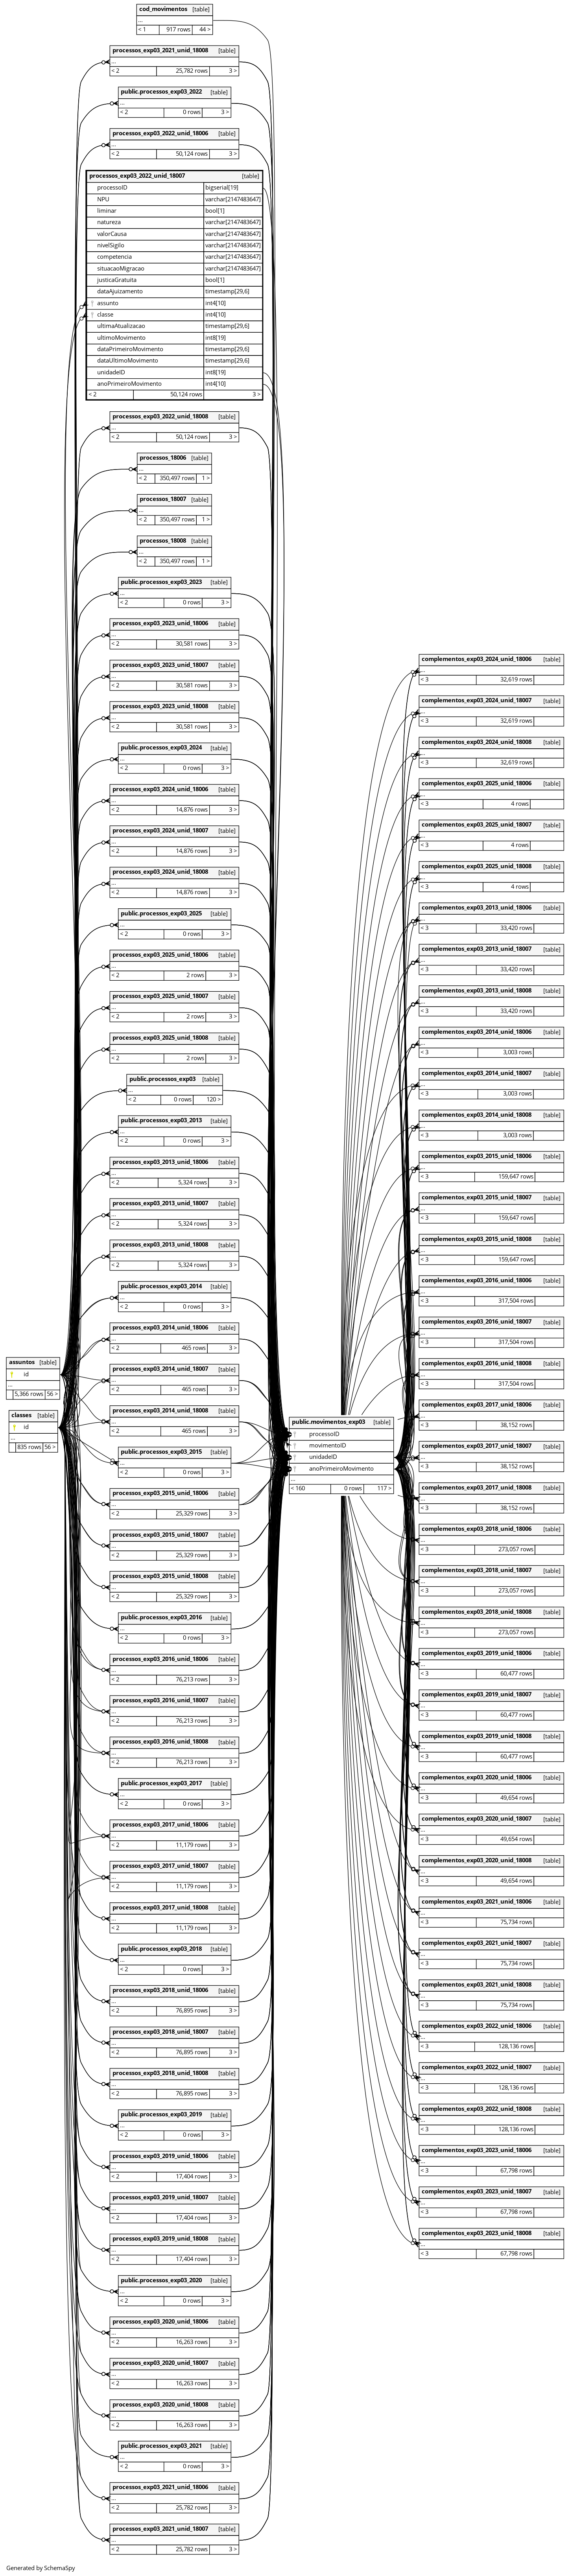 cod_movimentos [table]
...
< 1 917 rows 44 >
processos_exp03_2021_unid_18008 [table]
...
< 2 25,782 rows 3 >
public.processos_exp03_2022 [table]
...
< 2 0 rows 3 >
processos_exp03_2022_unid_18006 [table]
...
< 2 50,124 rows 3 >
processos_exp03_2022_unid_18007 [table]
processoID bigserial[19]
NPU varchar[2147483647]
liminar bool[1]
natureza varchar[2147483647]
valorCausa varchar[2147483647]
nivelSigilo varchar[2147483647]
competencia varchar[2147483647]
situacaoMigracao varchar[2147483647]
justicaGratuita bool[1]
dataAjuizamento timestamp[29,6]
assunto int4[10]
classe int4[10]
ultimaAtualizacao timestamp[29,6]
ultimoMovimento int8[19]
dataPrimeiroMovimento timestamp[29,6]
dataUltimoMovimento timestamp[29,6]
unidadeID int8[19]
anoPrimeiroMovimento int4[10]
< 2 50,124 rows 3 >
processos_exp03_2022_unid_18008 [table]
...
< 2 50,124 rows 3 >
processos_18006 [table]
...
< 2 350,497 rows 1 >
processos_18007 [table]
...
< 2 350,497 rows 1 >
processos_18008 [table]
...
< 2 350,497 rows 1 >
public.processos_exp03_2023 [table]
...
< 2 0 rows 3 >
processos_exp03_2023_unid_18006 [table]
...
< 2 30,581 rows 3 >
processos_exp03_2023_unid_18007 [table]
...
< 2 30,581 rows 3 >
processos_exp03_2023_unid_18008 [table]
...
< 2 30,581 rows 3 >
public.processos_exp03_2024 [table]
...
< 2 0 rows 3 >
processos_exp03_2024_unid_18006 [table]
...
< 2 14,876 rows 3 >
processos_exp03_2024_unid_18007 [table]
...
< 2 14,876 rows 3 >
processos_exp03_2024_unid_18008 [table]
...
< 2 14,876 rows 3 >
public.processos_exp03_2025 [table]
...
< 2 0 rows 3 >
processos_exp03_2025_unid_18006 [table]
...
< 2 2 rows 3 >
processos_exp03_2025_unid_18007 [table]
...
< 2 2 rows 3 >
processos_exp03_2025_unid_18008 [table]
...
< 2 2 rows 3 >
public.processos_exp03 [table]
...
< 2 0 rows 120 >
public.processos_exp03_2013 [table]
...
< 2 0 rows 3 >
processos_exp03_2013_unid_18006 [table]
...
< 2 5,324 rows 3 >
processos_exp03_2013_unid_18007 [table]
...
< 2 5,324 rows 3 >
processos_exp03_2013_unid_18008 [table]
...
< 2 5,324 rows 3 >
public.processos_exp03_2014 [table]
...
< 2 0 rows 3 >
processos_exp03_2014_unid_18006 [table]
...
< 2 465 rows 3 >
processos_exp03_2014_unid_18007 [table]
...
< 2 465 rows 3 >
processos_exp03_2014_unid_18008 [table]
...
< 2 465 rows 3 >
public.processos_exp03_2015 [table]
...
< 2 0 rows 3 >
processos_exp03_2015_unid_18006 [table]
...
< 2 25,329 rows 3 >
processos_exp03_2015_unid_18007 [table]
...
< 2 25,329 rows 3 >
processos_exp03_2015_unid_18008 [table]
...
< 2 25,329 rows 3 >
public.processos_exp03_2016 [table]
...
< 2 0 rows 3 >
processos_exp03_2016_unid_18006 [table]
...
< 2 76,213 rows 3 >
processos_exp03_2016_unid_18007 [table]
...
< 2 76,213 rows 3 >
processos_exp03_2016_unid_18008 [table]
...
< 2 76,213 rows 3 >
public.processos_exp03_2017 [table]
...
< 2 0 rows 3 >
processos_exp03_2017_unid_18006 [table]
...
< 2 11,179 rows 3 >
processos_exp03_2017_unid_18007 [table]
...
< 2 11,179 rows 3 >
processos_exp03_2017_unid_18008 [table]
...
< 2 11,179 rows 3 >
public.processos_exp03_2018 [table]
...
< 2 0 rows 3 >
processos_exp03_2018_unid_18006 [table]
...
< 2 76,895 rows 3 >
processos_exp03_2018_unid_18007 [table]
...
< 2 76,895 rows 3 >
processos_exp03_2018_unid_18008 [table]
...
< 2 76,895 rows 3 >
public.processos_exp03_2019 [table]
...
< 2 0 rows 3 >
processos_exp03_2019_unid_18006 [table]
...
< 2 17,404 rows 3 >
processos_exp03_2019_unid_18007 [table]
...
< 2 17,404 rows 3 >
processos_exp03_2019_unid_18008 [table]
...
< 2 17,404 rows 3 >
public.processos_exp03_2020 [table]
...
< 2 0 rows 3 >
processos_exp03_2020_unid_18006 [table]
...
< 2 16,263 rows 3 >
processos_exp03_2020_unid_18007 [table]
...
< 2 16,263 rows 3 >
processos_exp03_2020_unid_18008 [table]
...
< 2 16,263 rows 3 >
public.processos_exp03_2021 [table]
...
< 2 0 rows 3 >
processos_exp03_2021_unid_18006 [table]
...
< 2 25,782 rows 3 >
processos_exp03_2021_unid_18007 [table]
...
< 2 25,782 rows 3 >
assuntos [table]
id
...
5,366 rows 56 >
classes [table]
id
...
835 rows 56 >
public.movimentos_exp03 [table]
processoID
movimentoID
unidadeID
anoPrimeiroMovimento
...
< 160 0 rows 117 >
complementos_exp03_2024_unid_18006 [table]
...
< 3 32,619 rows
complementos_exp03_2024_unid_18007 [table]
...
< 3 32,619 rows
complementos_exp03_2024_unid_18008 [table]
...
< 3 32,619 rows
complementos_exp03_2025_unid_18006 [table]
...
< 3 4 rows
complementos_exp03_2025_unid_18007 [table]
...
< 3 4 rows
complementos_exp03_2025_unid_18008 [table]
...
< 3 4 rows
complementos_exp03_2013_unid_18006 [table]
...
< 3 33,420 rows
complementos_exp03_2013_unid_18007 [table]
...
< 3 33,420 rows
complementos_exp03_2013_unid_18008 [table]
...
< 3 33,420 rows
complementos_exp03_2014_unid_18006 [table]
...
< 3 3,003 rows
complementos_exp03_2014_unid_18007 [table]
...
< 3 3,003 rows
complementos_exp03_2014_unid_18008 [table]
...
< 3 3,003 rows
complementos_exp03_2015_unid_18006 [table]
...
< 3 159,647 rows
complementos_exp03_2015_unid_18007 [table]
...
< 3 159,647 rows
complementos_exp03_2015_unid_18008 [table]
...
< 3 159,647 rows
complementos_exp03_2016_unid_18006 [table]
...
< 3 317,504 rows
complementos_exp03_2016_unid_18007 [table]
...
< 3 317,504 rows
complementos_exp03_2016_unid_18008 [table]
...
< 3 317,504 rows
complementos_exp03_2017_unid_18006 [table]
...
< 3 38,152 rows
complementos_exp03_2017_unid_18007 [table]
...
< 3 38,152 rows
complementos_exp03_2017_unid_18008 [table]
...
< 3 38,152 rows
complementos_exp03_2018_unid_18006 [table]
...
< 3 273,057 rows
complementos_exp03_2018_unid_18007 [table]
...
< 3 273,057 rows
complementos_exp03_2018_unid_18008 [table]
...
< 3 273,057 rows
complementos_exp03_2019_unid_18006 [table]
...
< 3 60,477 rows
complementos_exp03_2019_unid_18007 [table]
...
< 3 60,477 rows
complementos_exp03_2019_unid_18008 [table]
...
< 3 60,477 rows
complementos_exp03_2020_unid_18006 [table]
...
< 3 49,654 rows
complementos_exp03_2020_unid_18007 [table]
...
< 3 49,654 rows
complementos_exp03_2020_unid_18008 [table]
...
< 3 49,654 rows
complementos_exp03_2021_unid_18006 [table]
...
< 3 75,734 rows
complementos_exp03_2021_unid_18007 [table]
...
< 3 75,734 rows
complementos_exp03_2021_unid_18008 [table]
...
< 3 75,734 rows
complementos_exp03_2022_unid_18006 [table]
...
< 3 128,136 rows
complementos_exp03_2022_unid_18007 [table]
...
< 3 128,136 rows
complementos_exp03_2022_unid_18008 [table]
...
< 3 128,136 rows
complementos_exp03_2023_unid_18006 [table]
...
< 3 67,798 rows
complementos_exp03_2023_unid_18007 [table]
...
< 3 67,798 rows
complementos_exp03_2023_unid_18008 [table]
...
< 3 67,798 rows
Generated by SchemaSpy